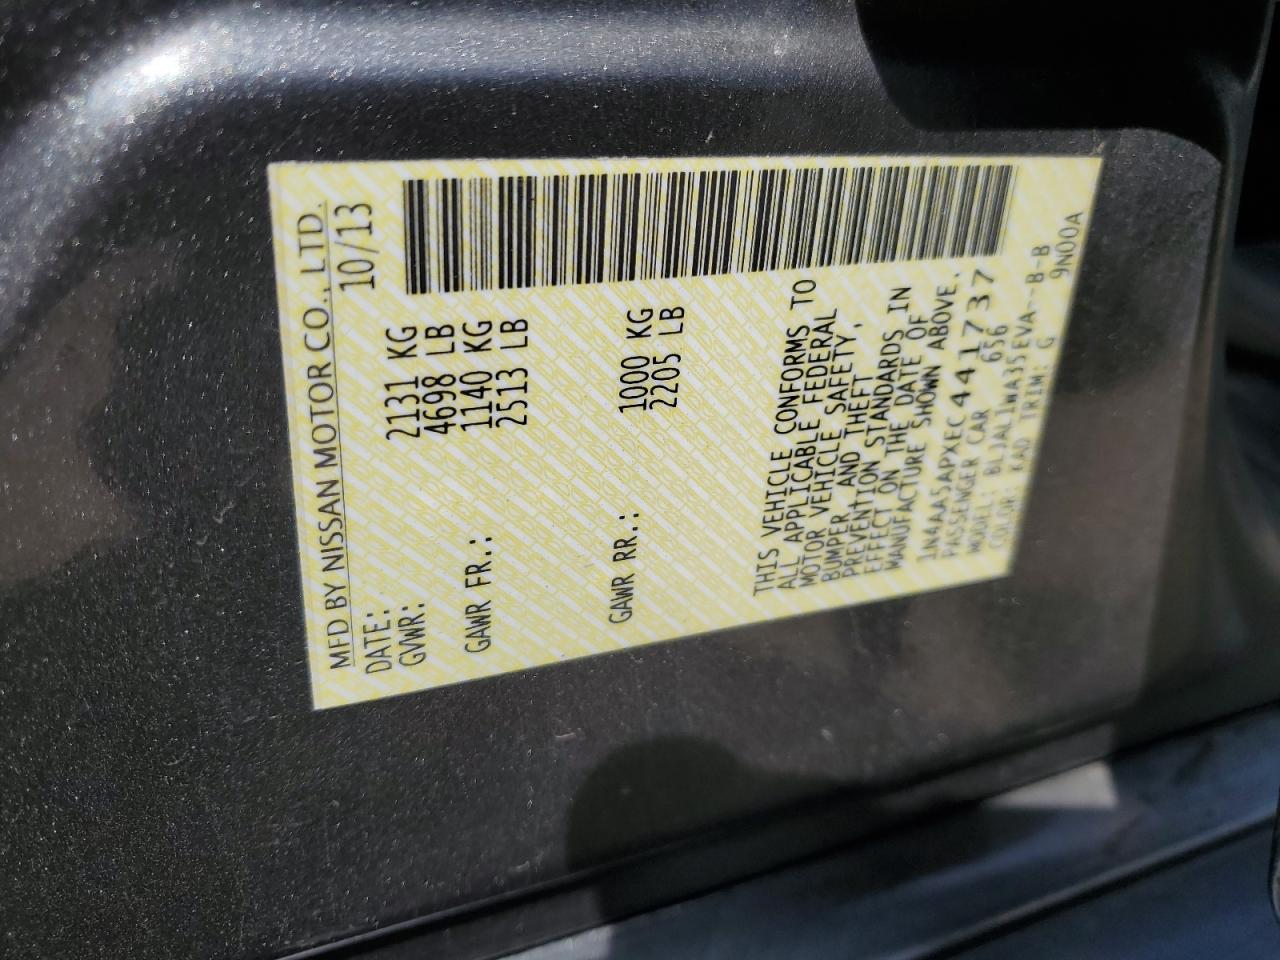 MFD BY NISSAN MOTOR CO., LTD.
DATE: 10/13
GVWR: 2131 KG
4698 LB
GAWR FR.: 1140 KG
2513 LB
GAWR RR.: 1000 KG
2205 LB
THIS VEHICLE CONFORMS TO
ALL APPLICABLE FEDERAL
MOTOR VEHICLE SAFETY,
BUMPER AND THEFT
PREVENTION STANDARDS IN
EFFECT ON THE DATE OF
MANUFACTURE SHOWN ABOVE.
1N4AA5APXEC441737
PASSENGER CAR 656
MODEL: BLJALlWA35EVA--B-B
COLOR: KAD TRIM: G 9N00A